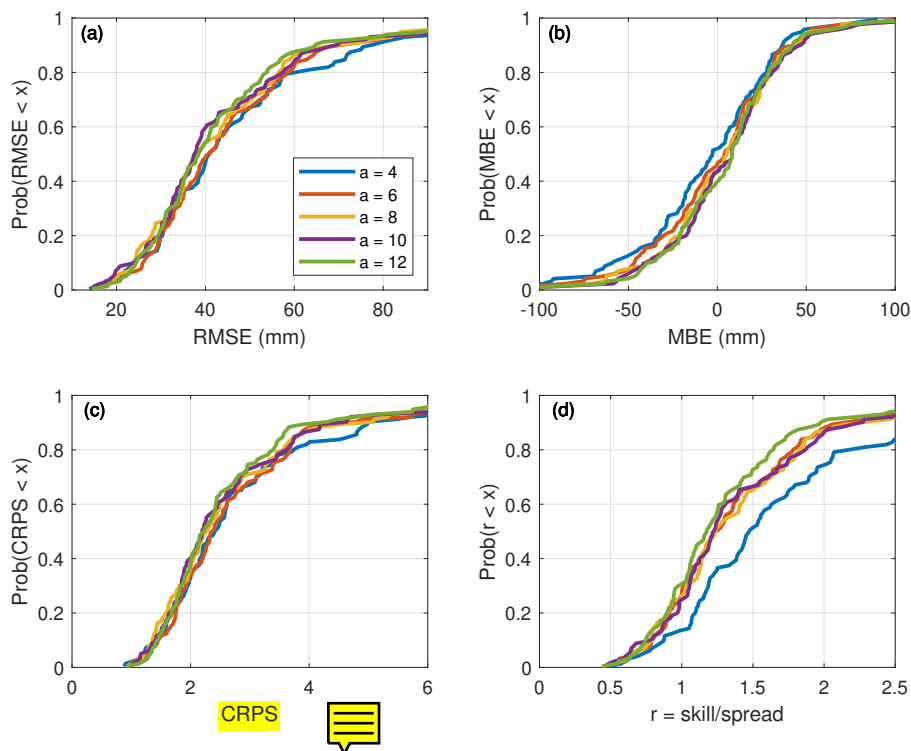 (a)
Prob(RMSE < x)
1
0.8
0.6
0.4
0.2
0
20
40
60
80
RMSE (mm)
a = 4
a = 6
a = 8
a = 10
a = 12
(b)
Prob(MBE < x)
1
0.8
0.6
0.4
0.2
0
-100
-50
0
50
100
MBE (mm)
(c)
Prob(CRPS < x)
1
0.8
0.6
0.4
0.2
0
0
2
4
6
CRPS
(d)
Prob(r < x)
1
0.8
0.6
0.4
0.2
0
0
0.5
1
1.5
2
2.5
r = skill/spread